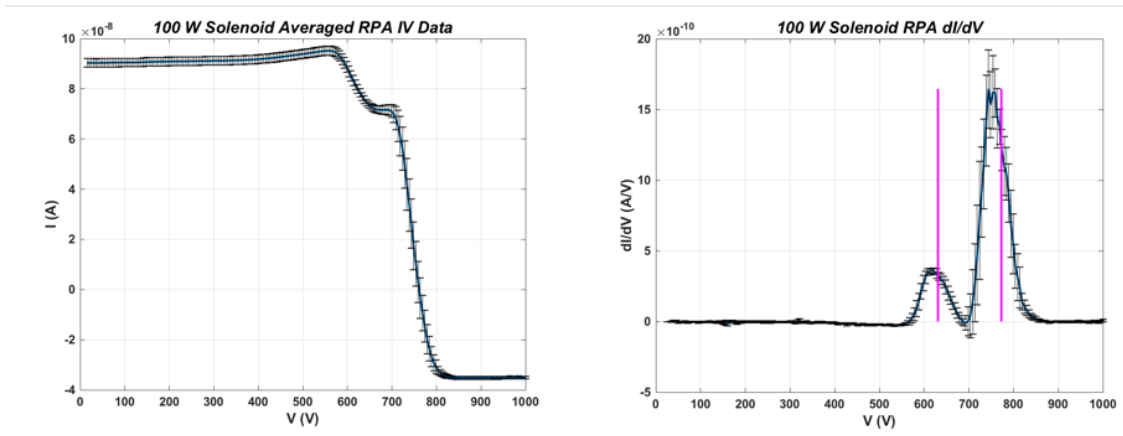 100 W Solenoid Averaged RPA IV Data
×10⁻⁸
10
8
6
4
2
0
-2
-4
I (A)
0 100 200 300 400 500 600 700 800 900 1000
V (V)
100 W Solenoid RPA dI/dV
×10⁻¹⁰
20
15
10
5
0
-5
dI/dV (A/V)
0 100 200 300 400 500 600 700 800 900 1000
V (V)